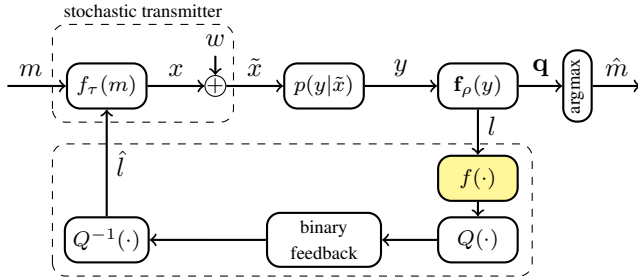 stochastic transmitter
w
m
f_τ(m)
x
+
x̃
p(y|x̃)
y
𝐟_ρ(y)
𝐪
argmax
m̂
l̂
l
f(·)
Q⁻¹(·)
binary
feedback
Q(·)